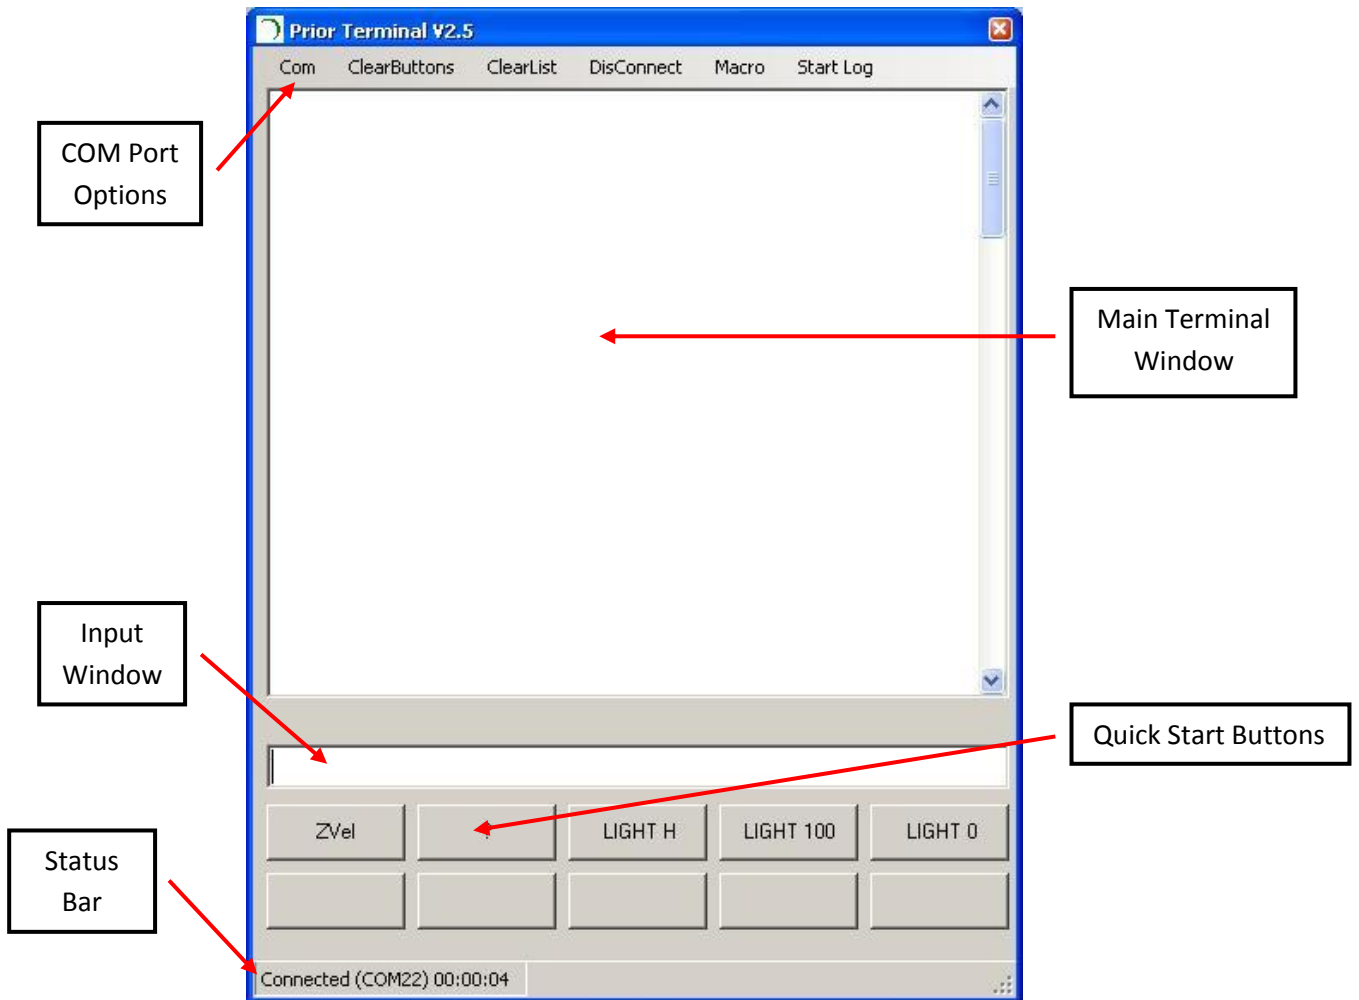 Prior Terminal V2.5
Com ClearButtons ClearList DisConnect Macro Start Log
COM Port
Options
Main Terminal
Window
Input
Window
Quick Start Buttons
ZVel LIGHT H LIGHT 100 LIGHT 0
Status
Bar
Connected (COM22) 00:00:04